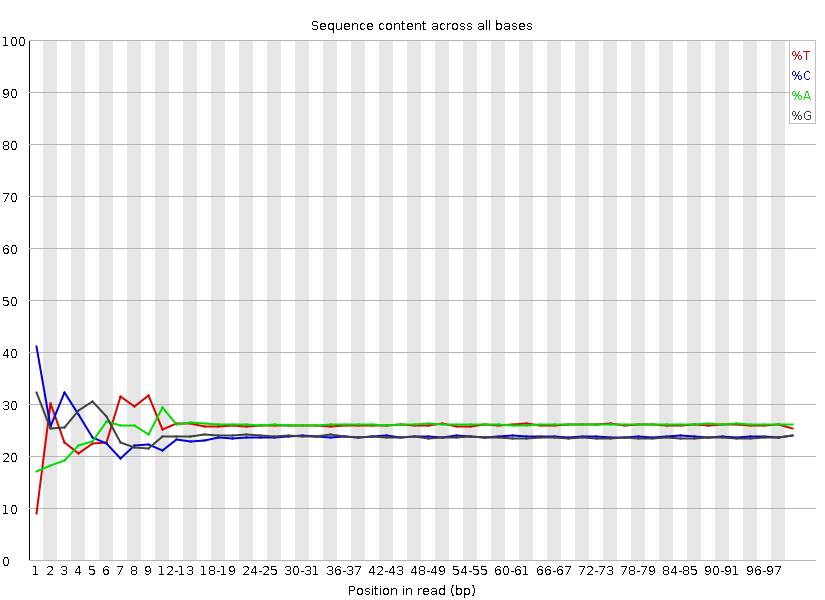 Sequence content across all bases
100
90
80
70
60
50
40
30
20
10
0
%T
%C
%A
%G
1 2 3 4 5 6 7 8 9 12-13 18-19 24-25 30-31 36-37 42-43 48-49 54-55 60-61 66-67 72-73 78-79 84-85 90-91 96-97
Position in read (bp)